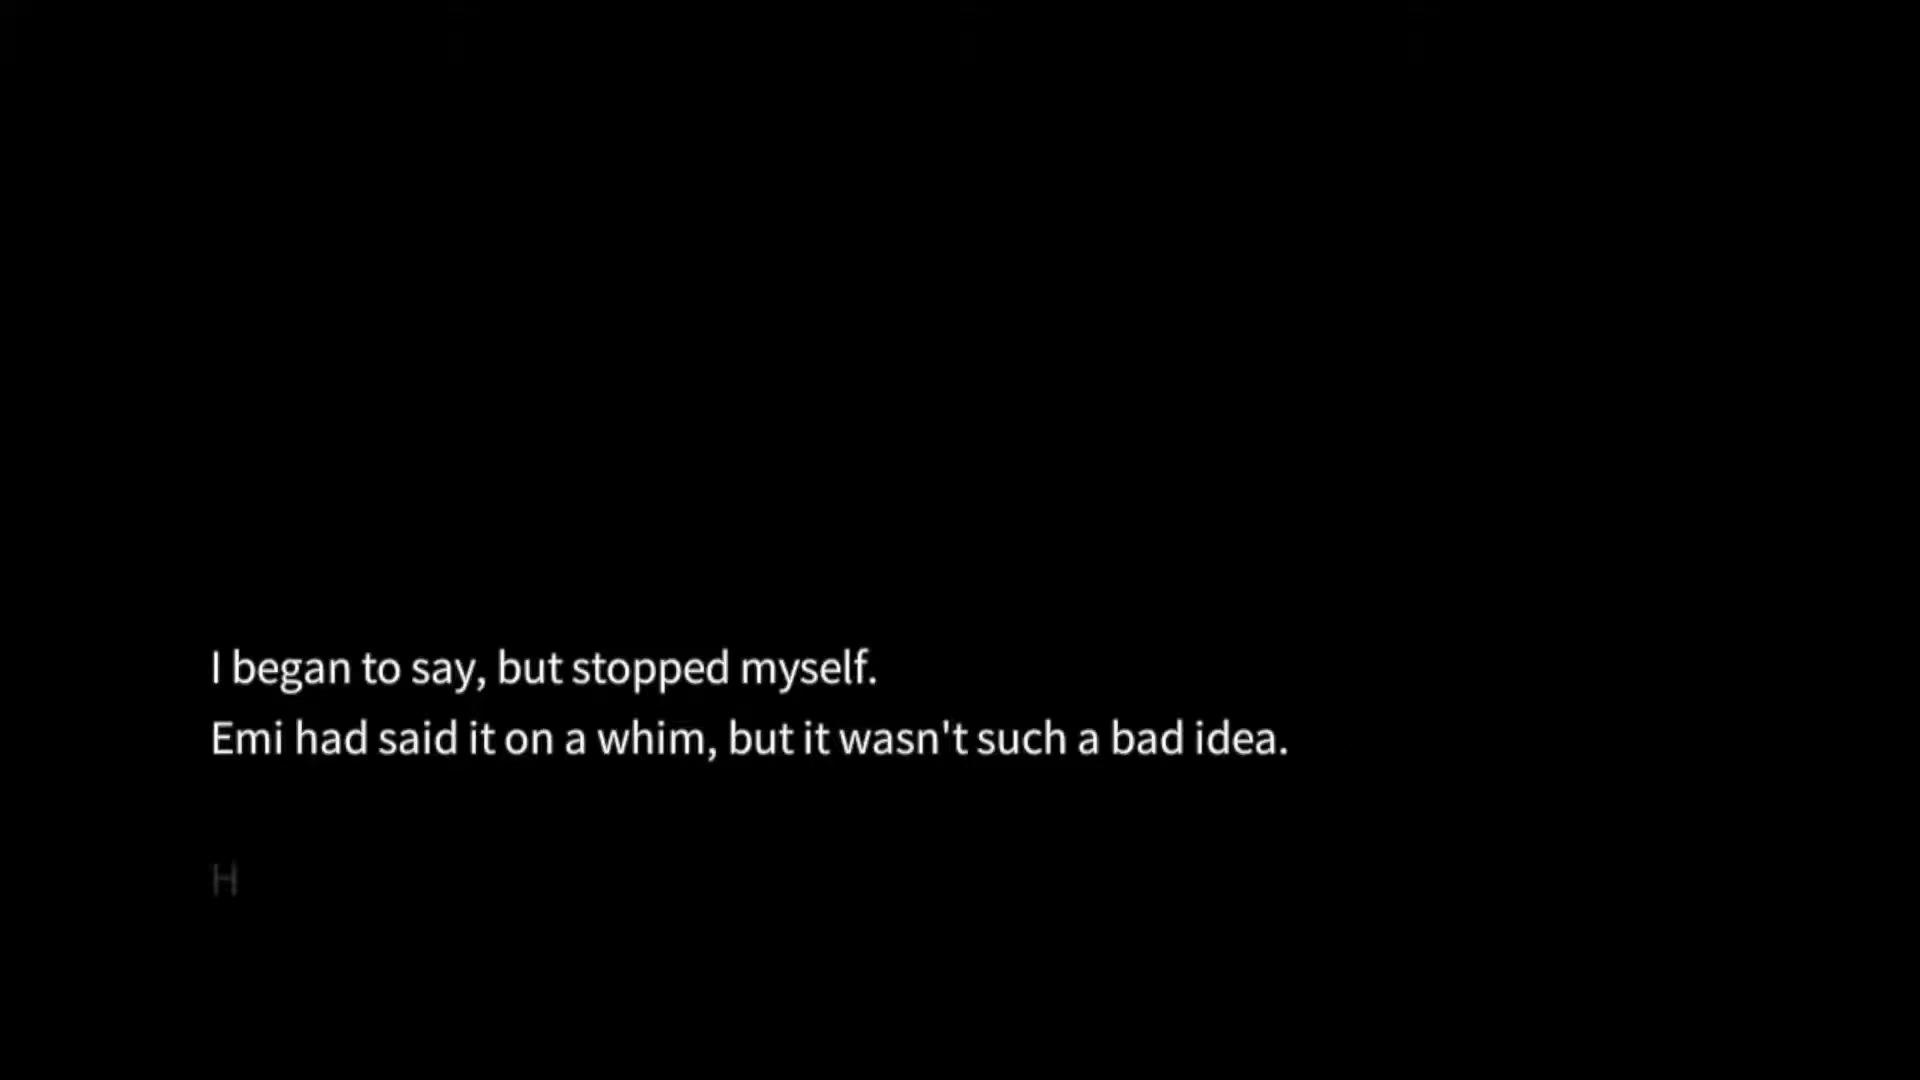 I began to say, but stopped myself.
Emi had said it on a whim, but it wasn't such a bad idea.
H